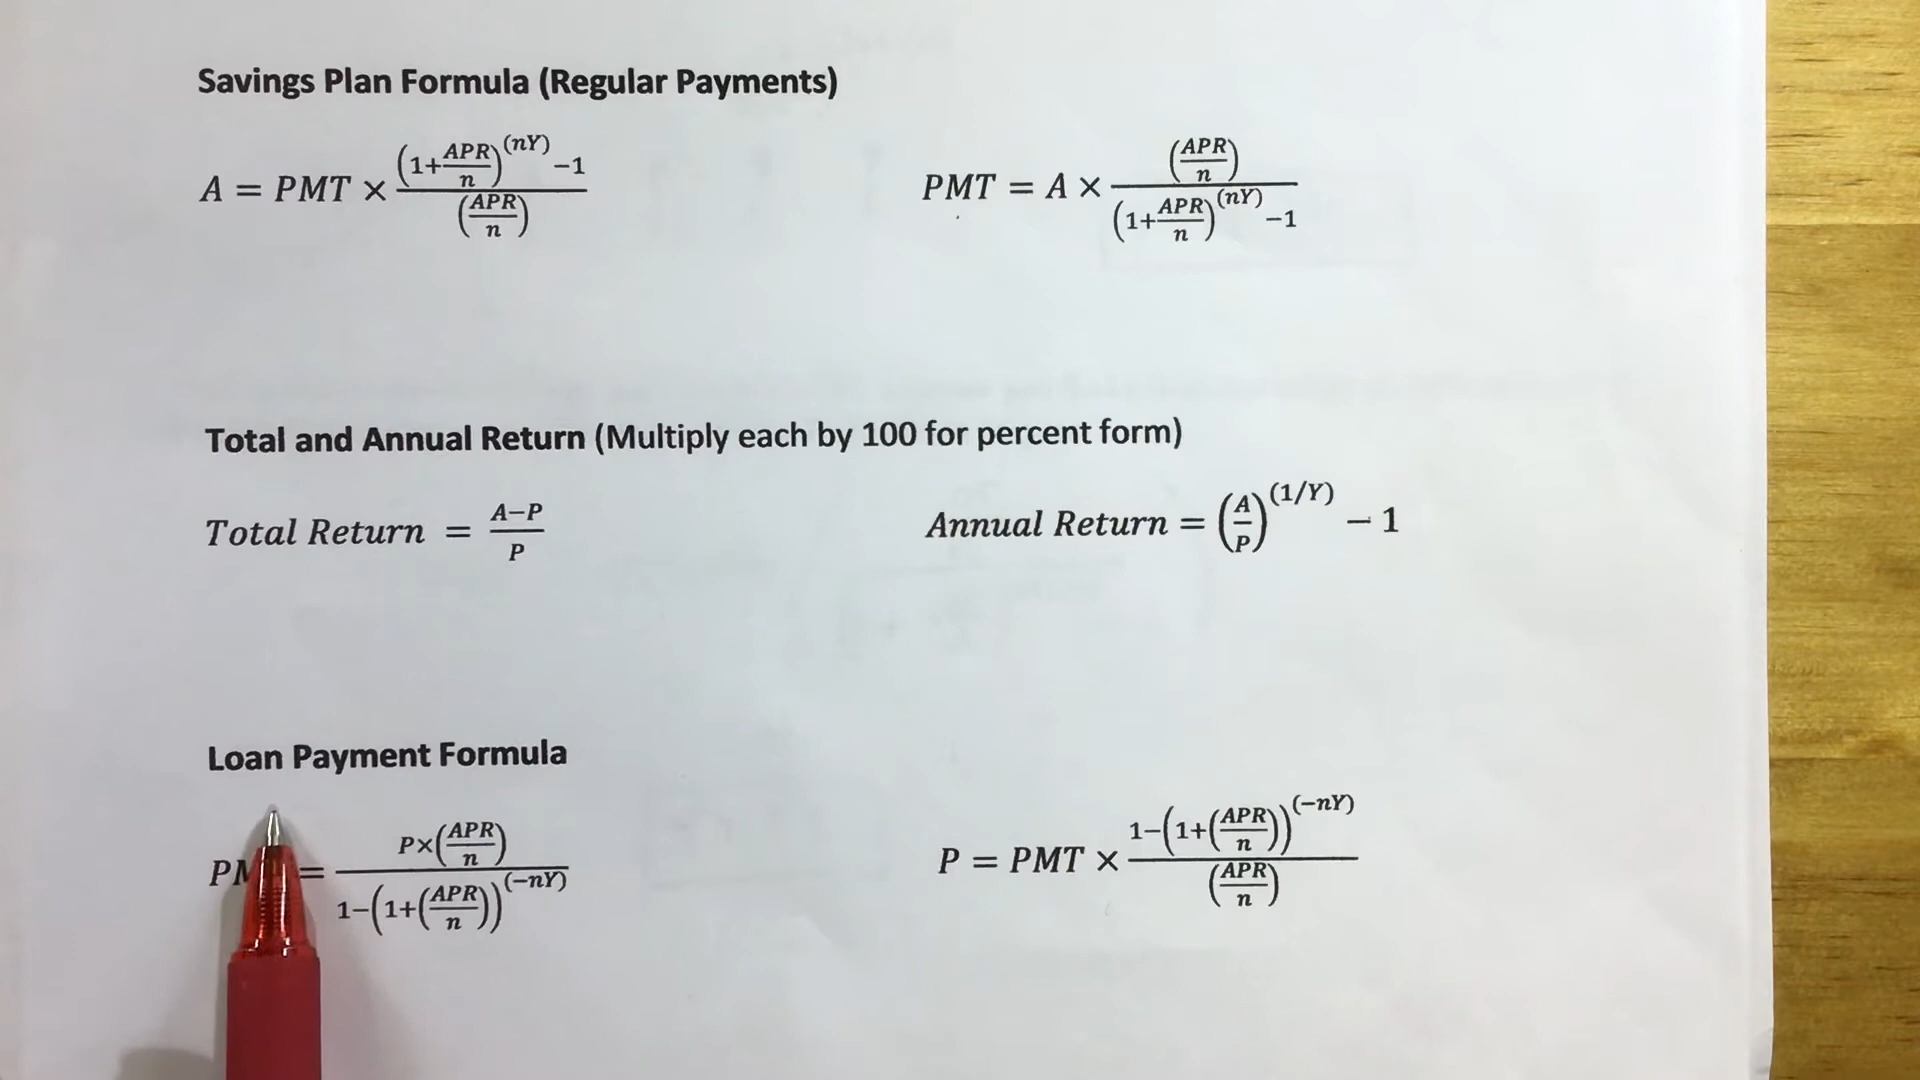 Savings Plan Formula (Regular Payments)
A = PMT × ((1+(APR/n))^(nY) −1)/(APR/n)
PMT = A × (APR/n)/((1+APR/n)^(nY) −1)
Total and Annual Return (Multiply each by 100 for percent form)
Total Return = (A−P)/P
Annual Return = (A/P)^(1/Y) − 1
Loan Payment Formula
= (P×(APR/n))/(1−(1+(APR/n))^(−nY))
P = PMT × (1−(1+(APR/n))^(−nY))/(APR/n)